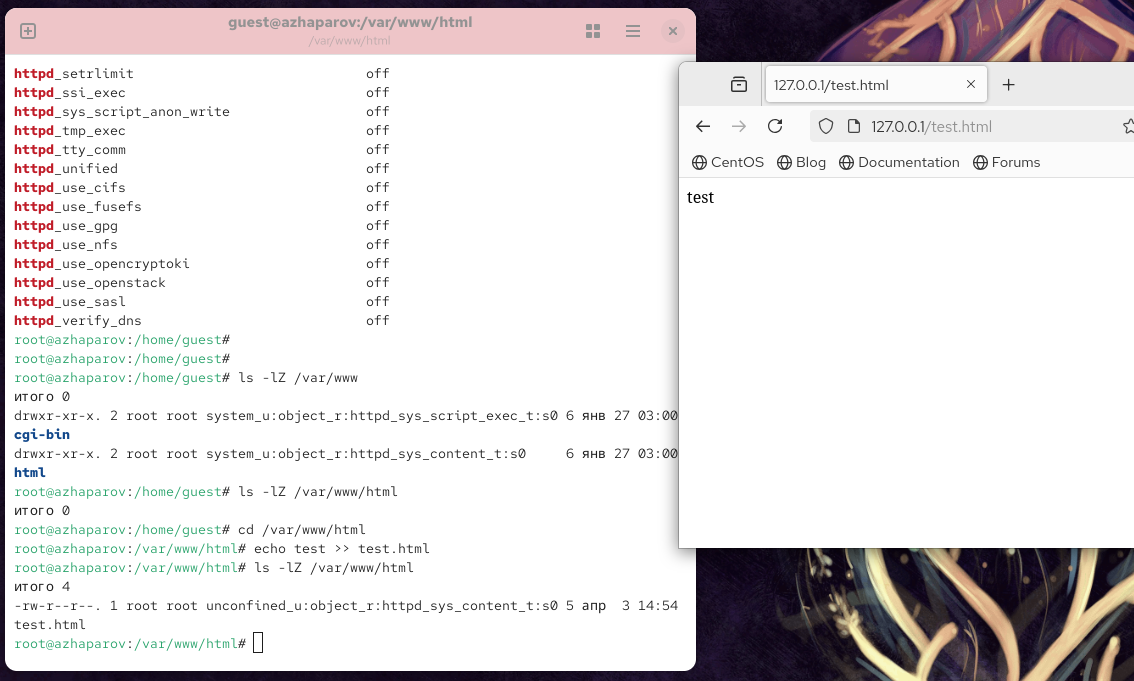 guest@azhaparov:/var/www/html
/var/www/html
httpd_setrlimit off
httpd_ssi_exec off
httpd_sys_script_anon_write off
httpd_tmp_exec off
httpd_tty_comm off
httpd_unified off
httpd_use_cifs off
httpd_use_fusefs off
httpd_use_gpg off
httpd_use_nfs off
httpd_use_opencryptoki off
httpd_use_openstack off
httpd_use_sasl off
httpd_verify_dns off
root@azhaparov:/home/guest#
root@azhaparov:/home/guest#
root@azhaparov:/home/guest# ls -lZ /var/www
итого 0
drwxr-xr-x. 2 root root system_u:object_r:httpd_sys_script_exec_t:s0 6 янв 27 03:00
cgi-bin
drwxr-xr-x. 2 root root system_u:object_r:httpd_sys_content_t:s0 6 янв 27 03:00
html
root@azhaparov:/home/guest# ls -lZ /var/www/html
итого 0
root@azhaparov:/home/guest# cd /var/www/html
root@azhaparov:/var/www/html# echo test >> test.html
root@azhaparov:/var/www/html# ls -lZ /var/www/html
итого 4
-rw-r--r--. 1 root root unconfined_u:object_r:httpd_sys_content_t:s0 5 апр 3 14:54
test.html
root@azhaparov:/var/www/html#
127.0.0.1/test.html
127.0.0.1/test.html
CentOS Blog Documentation Forums
test